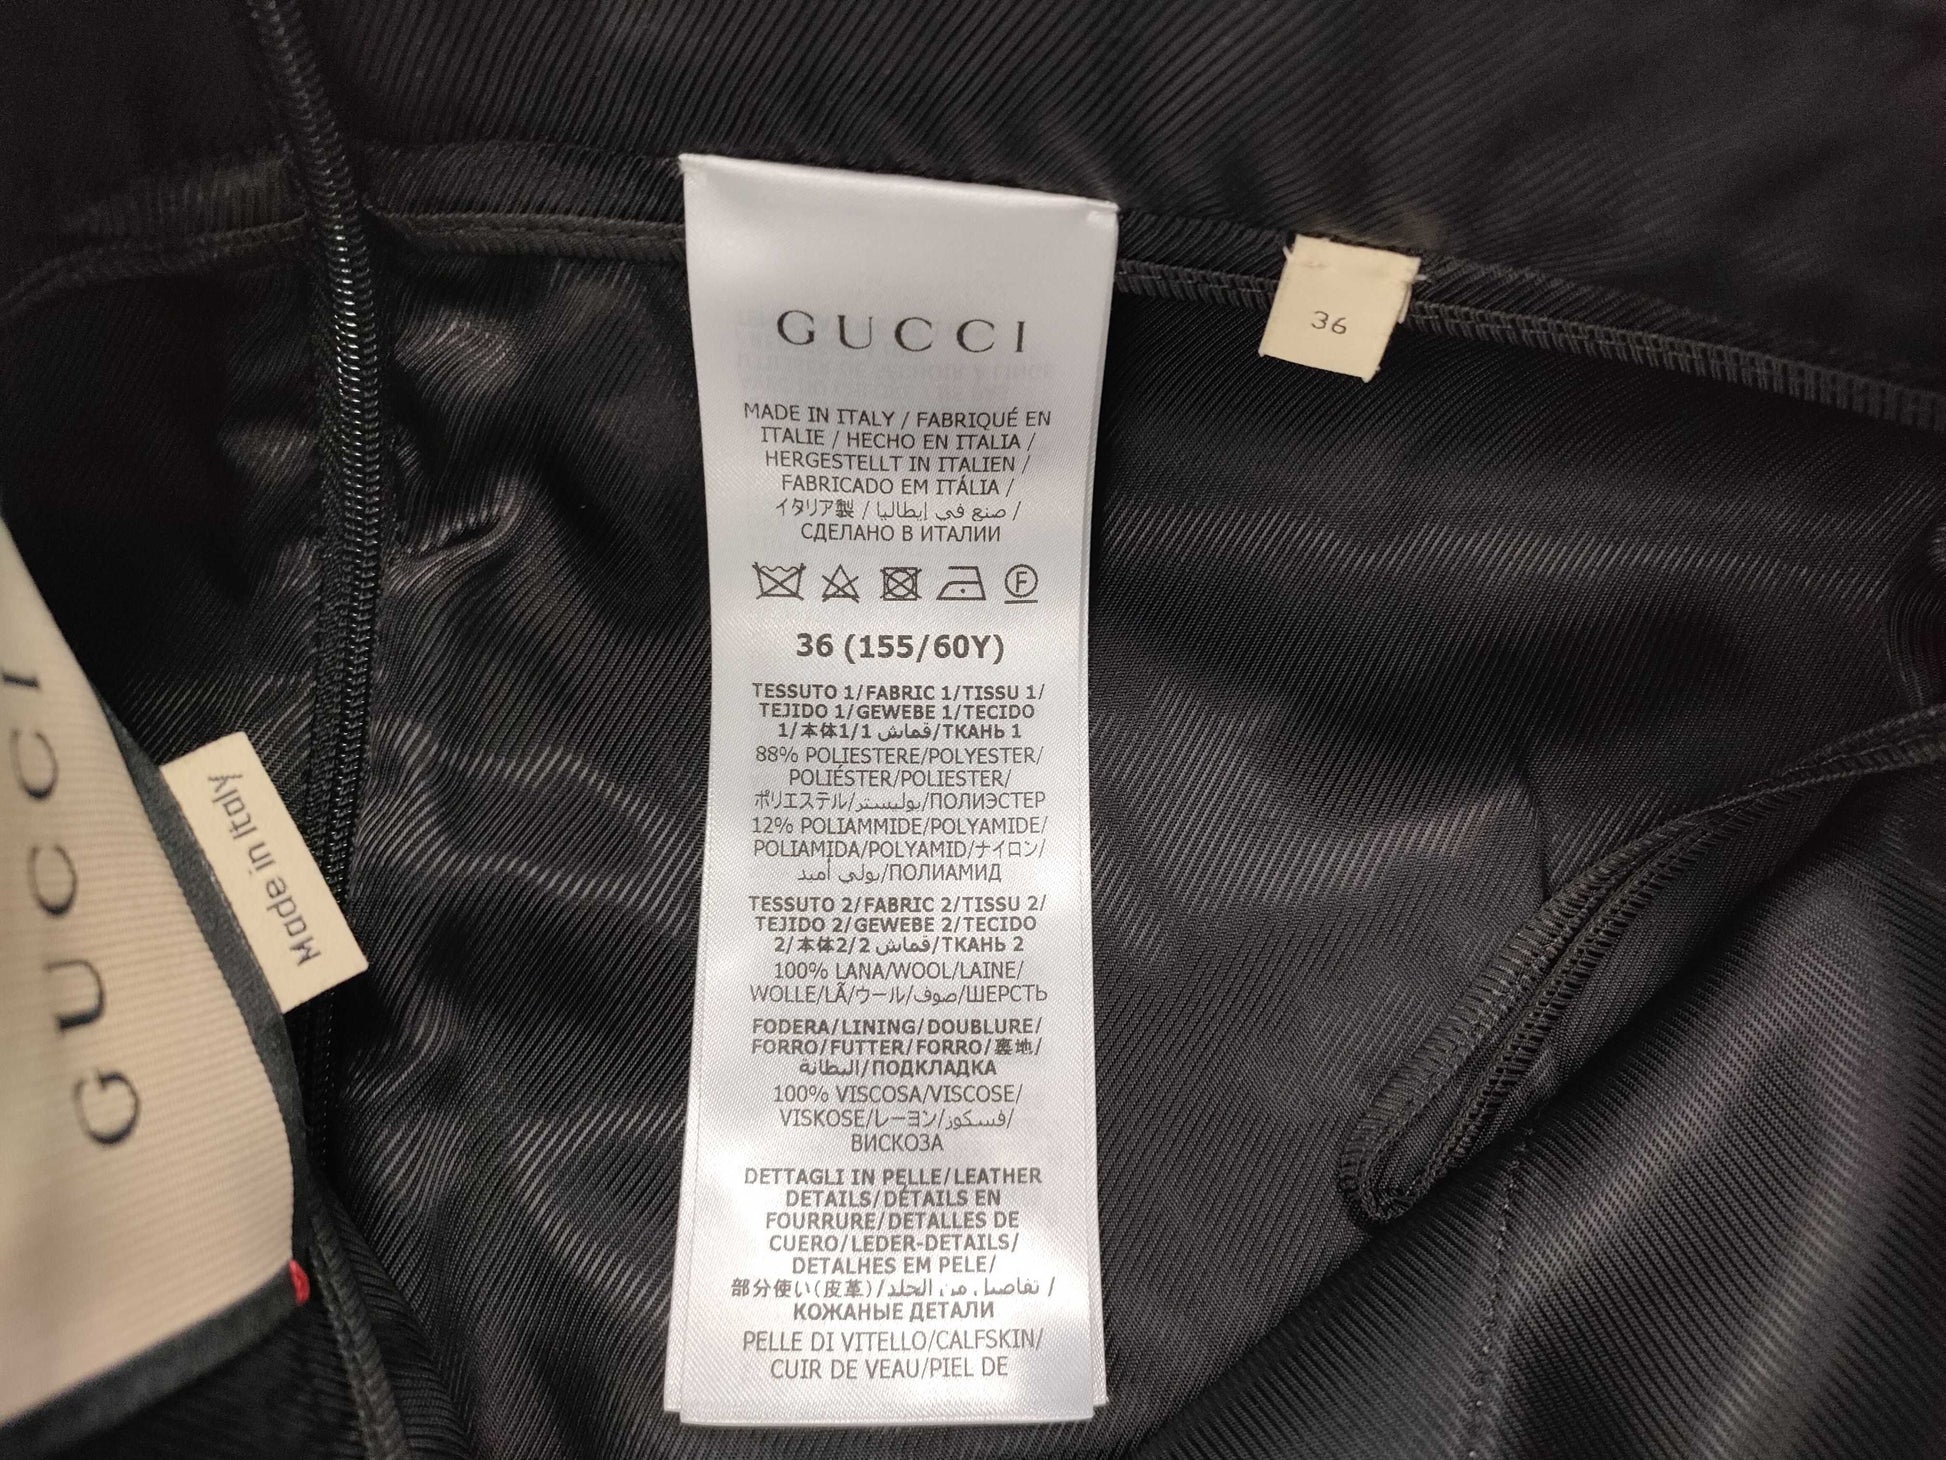 GUCCI
MADE IN ITALY / FABRIQUÉ EN
ITALIE / HECHO EN ITALIA /
HERGESTELLT IN ITALIEN /
FABRICADO EM ITÁLIA /
イタリア製 / صنع في إيطاليا /
СДЕЛАНО В ИТАЛИИ
F
36 (155/60Y)
TESSUTO 1/FABRIC 1/TISSU 1/
TEJIDO 1/GEWEBE 1/TECIDO
1/本体1/قماش 1/ТКАНЬ 1
88% POLIESTERE/POLYESTER/
POLIÉSTER/POLIESTER/
ポリエステル/بوليستر/ПОЛИЭСТЕР
12% POLIAMMIDE/POLYAMIDE/
POLIAMIDA/POLYAMID/ナイロン/
بولي أميد/ПОЛИАМИД
TESSUTO 2/FABRIC 2/TISSU 2/
TEJIDO 2/GEWEBE 2/TECIDO
2/本体2/قماش 2/ТКАНЬ 2
100% LANA/WOOL/LAINE/
WOLLE/LÃ/ウール/صوف/ШЕРСТЬ
FODERA/LINING/DOUBLURE/
FORRO/FUTTER/FORRO/裏地/
البطانة/ПОДКЛАДКА
100% VISCOSA/VISCOSE/
VISKOSE/レーヨン/فسكوز/
ВИСКОЗА
DETTAGLI IN PELLE/LEATHER
DETAILS/DÉTAILS EN
FOURRURE/DETALLES DE
CUERO/LEDER-DETAILS/
DETALHES EM PELE/
部分使い(皮革)/تفاصيل من الجلد /
КОЖАНЫЕ ДЕТАЛИ
PELLE DI VITELLO/CALFSKIN/
CUIR DE VEAU/PIEL DE
36
Made in Italy
GUCCI